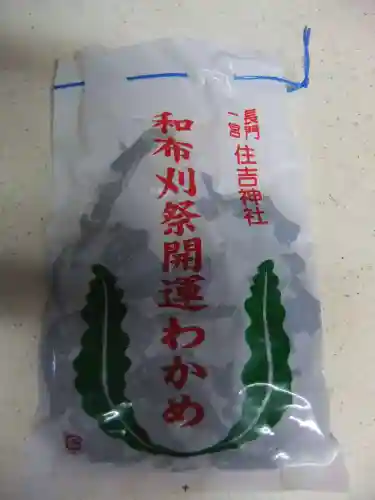 長門
一宮
住吉神社
和布刈祭開運わかめ